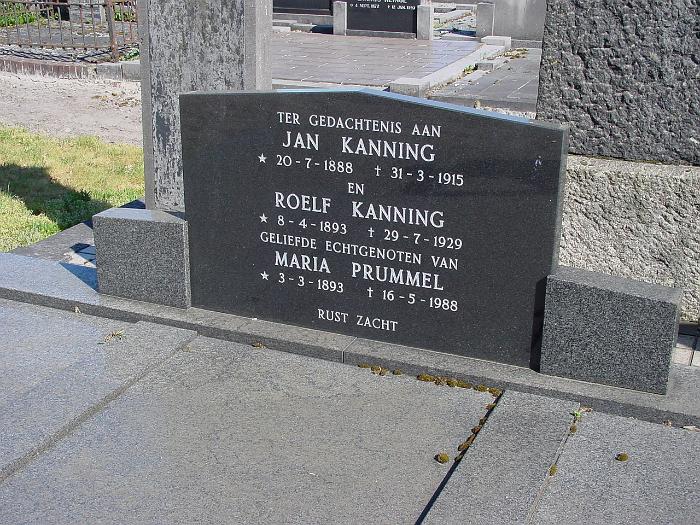 TER GEDACHTENIS AAN
JAN KANNING
★ 20-7-1888 † 31-3-1915
EN
ROELF KANNING
★ 8-4-1893 † 29-7-1929
GELIEFDE ECHTGENOTEN VAN
MARIA PRUMMEL
★ 3-3-1893 † 16-5-1988
RUST ZACHT